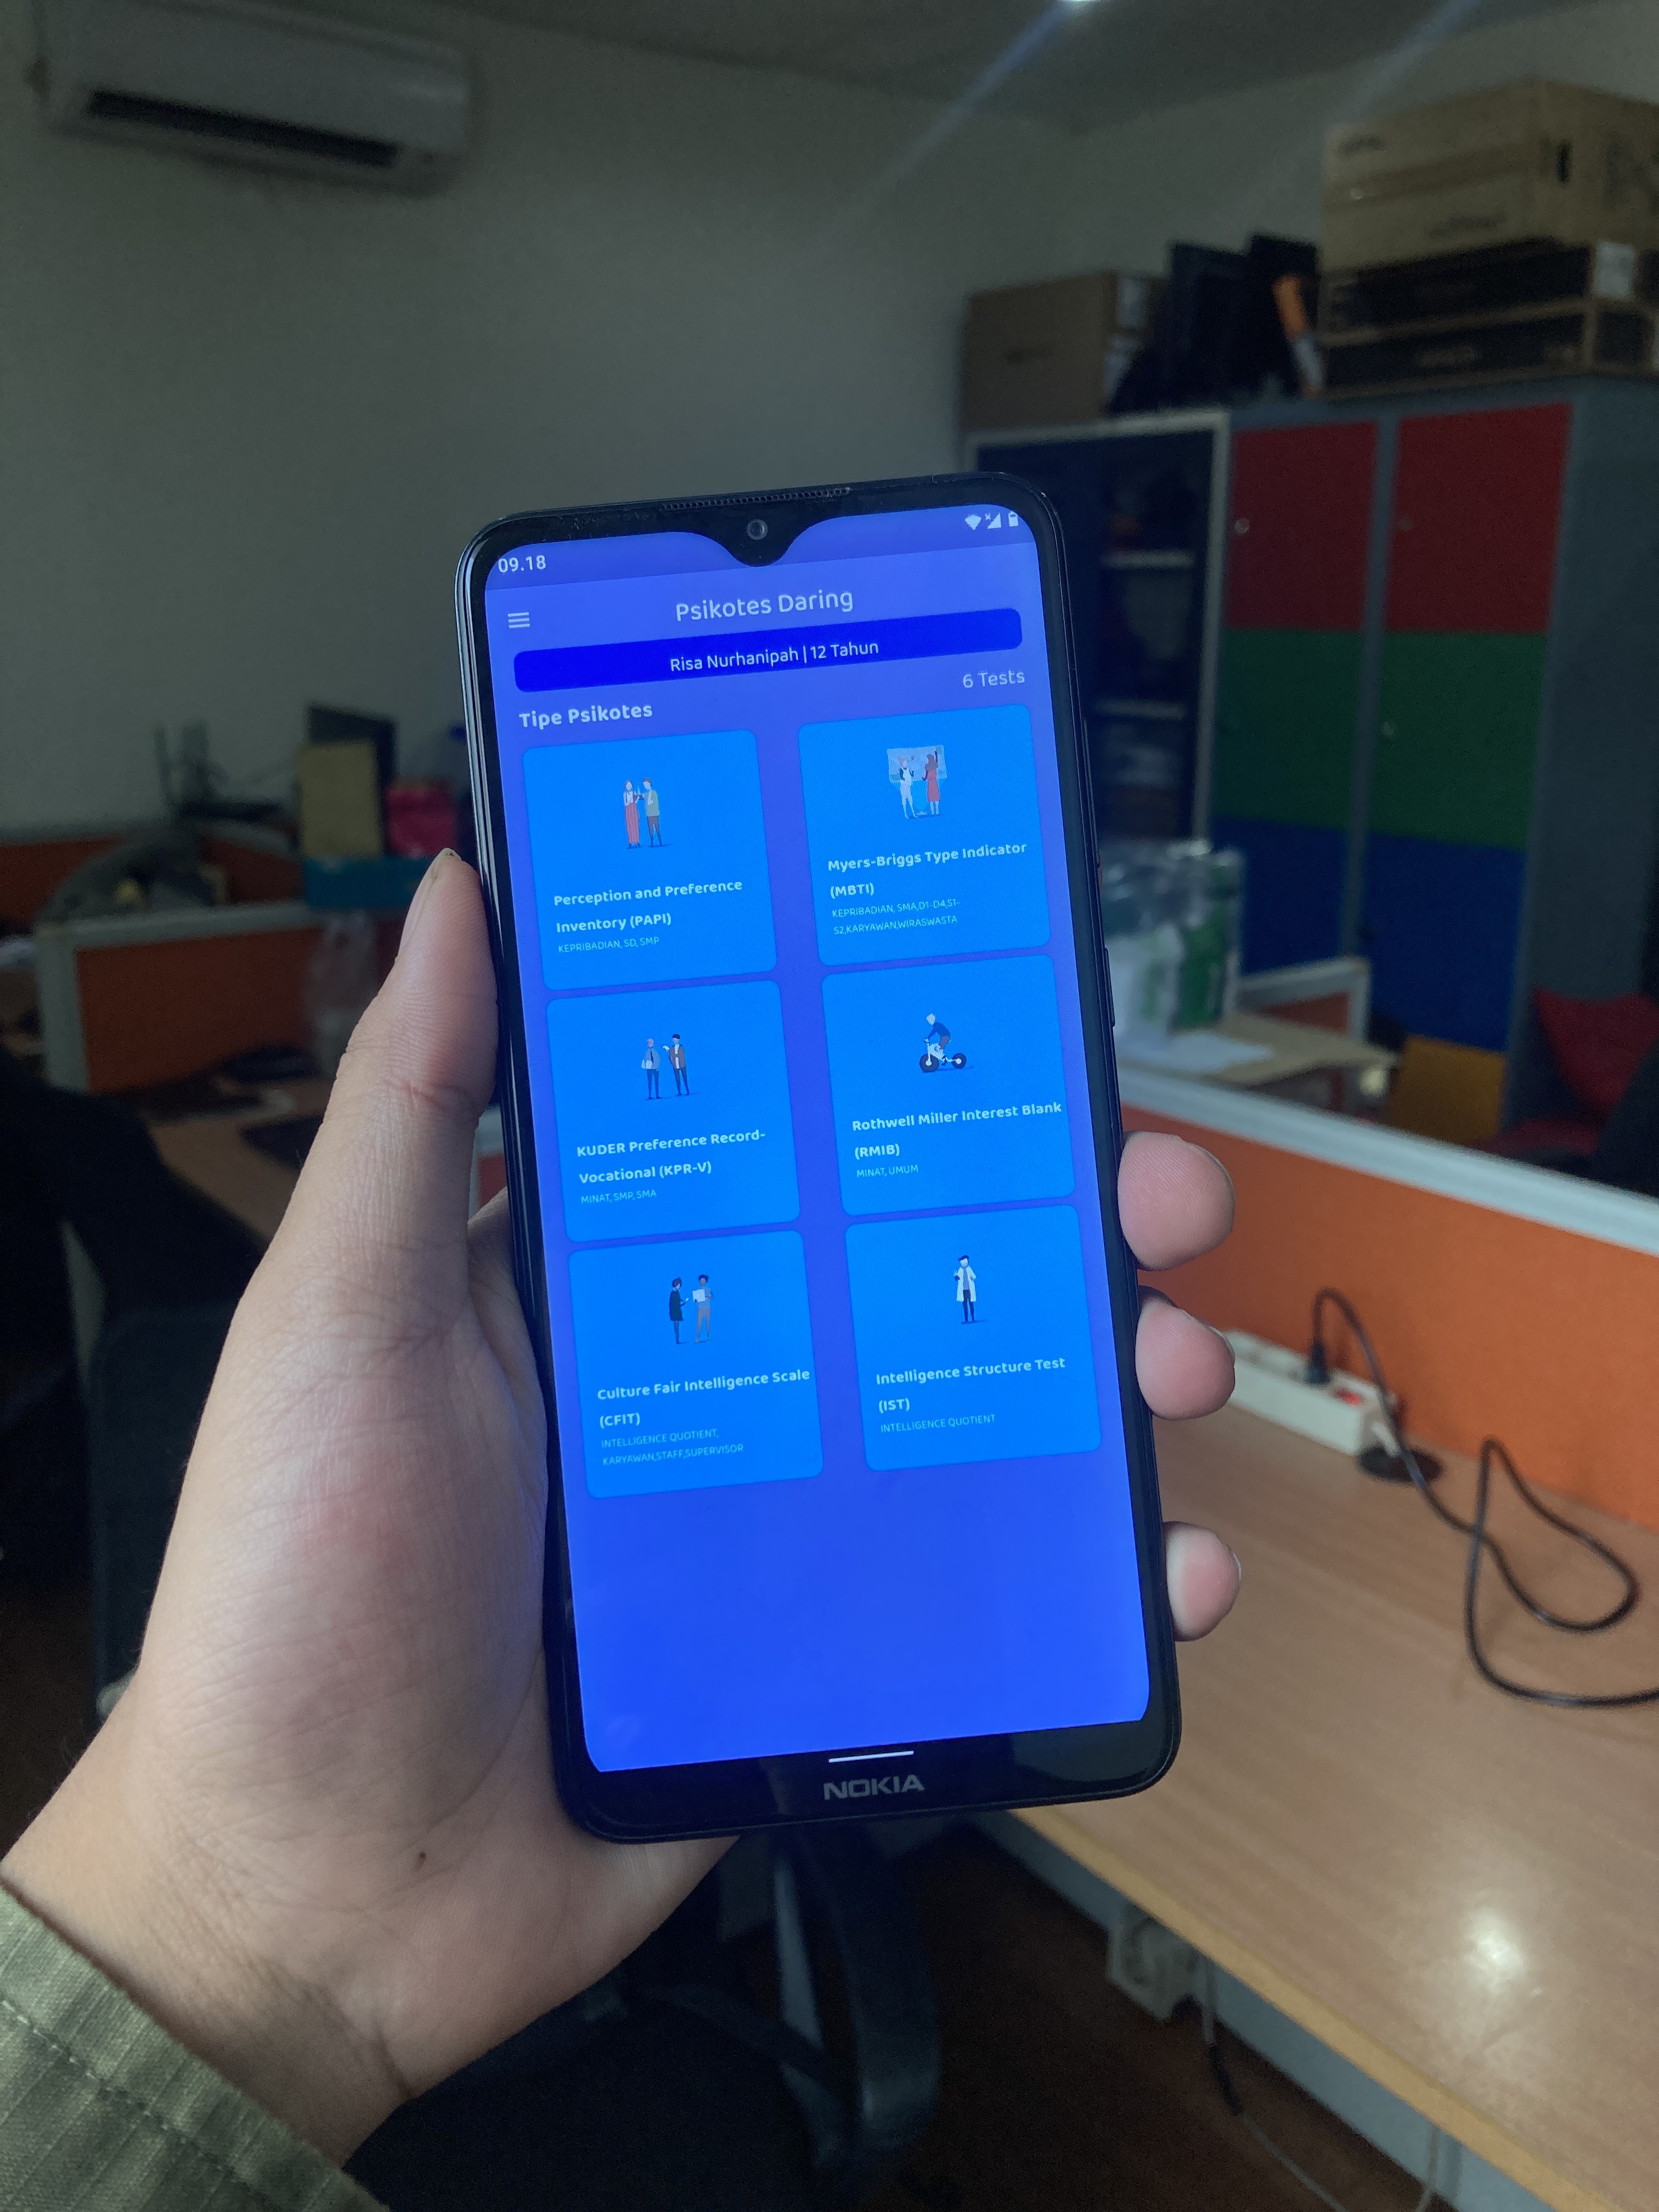 09.18
Psikotes Daring
Risa Nurhanipah | 12 Tahun
6 Tests
Tipe Psikotes
Perception and Preference
Inventory (PAPI)
KEPRIBADIAN, SD, SMP
Myers-Briggs Type Indicator
(MBTI)
KEPRIBADIAN, SMA,D1-D4,S1-
S2,KARYAWAN,WIRASWASTA
KUDER Preference Record-
Vocational (KPR-V)
MINAT, SMP, SMA
Rothwell Miller Interest Blank
(RMIB)
MINAT, UMUM
Culture Fair Intelligence Scale
(CFIT)
INTELLIGENCE QUOTIENT,
KARYAWAN,STAFF,SUPERVISOR
Intelligence Structure Test
(IST)
INTELLIGENCE QUOTIENT
NOKIA